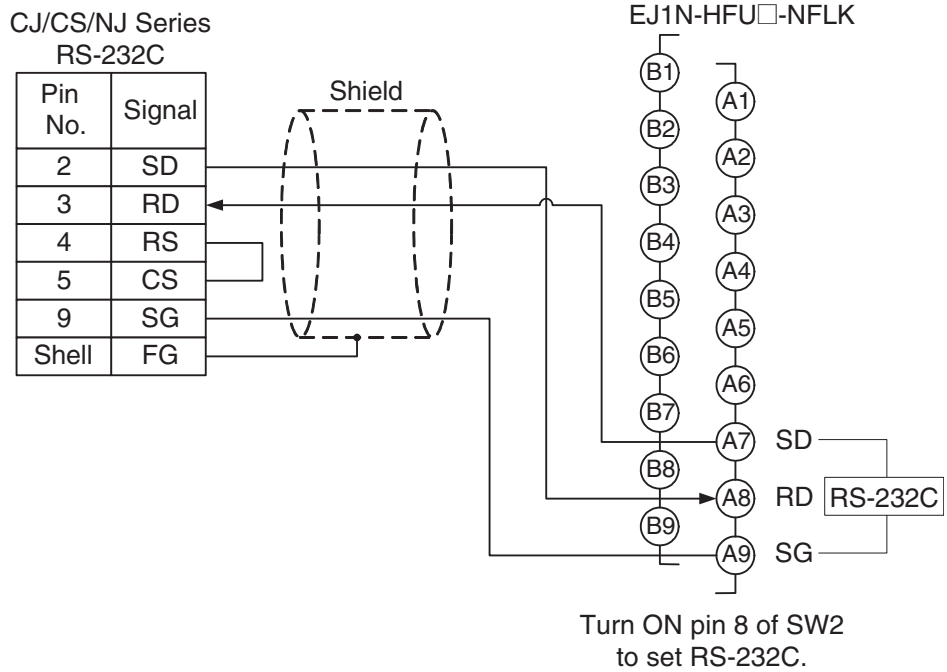 CJ/CS/NJ Series
RS-232C
Pin No. Signal
2 SD
3 RD
4 RS
5 CS
9 SG
Shell FG
Shield
EJ1N-HFU□-NFLK
B1
B2
B3
B4
B5
B6
B7
B8
B9
A1
A2
A3
A4
A5
A6
A7 SD
A8 RD
A9 SG
RS-232C
Turn ON pin 8 of SW2
to set RS-232C.